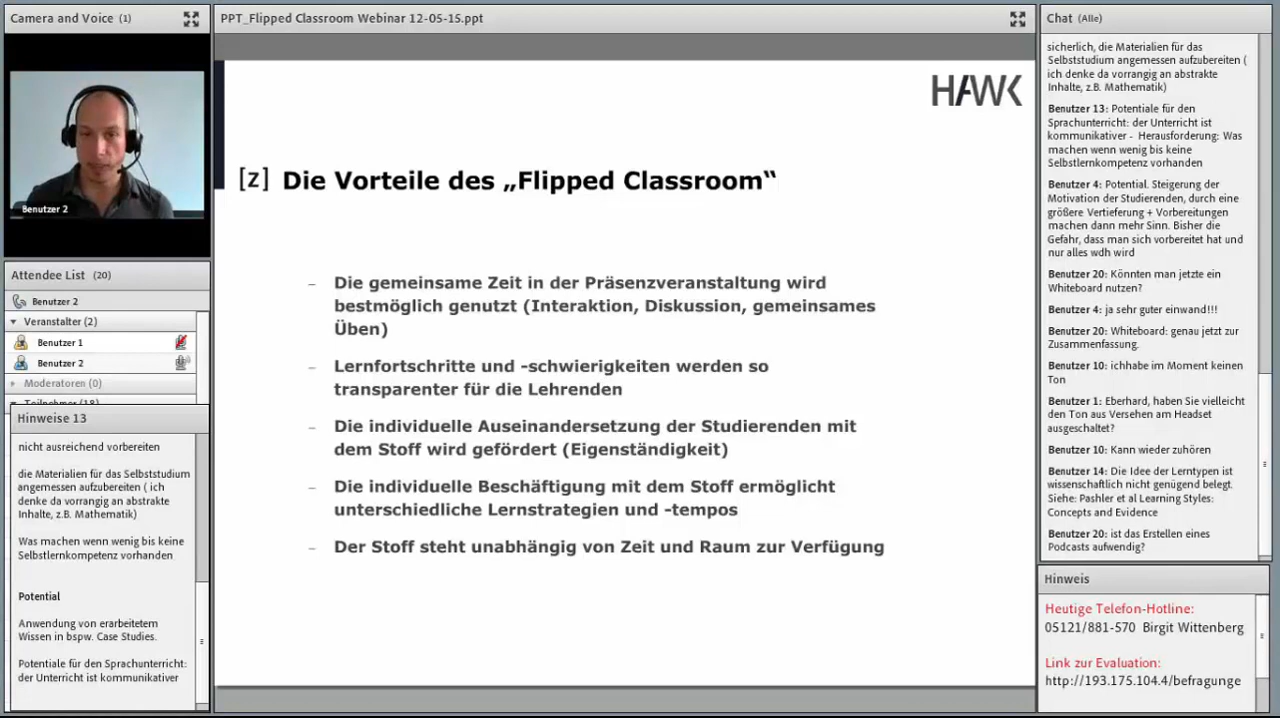 Camera and Voice (1)
Benutzer 2
Attendee List (20)
Benutzer 2
Veranstalter (2)
Benutzer 1
Benutzer 2
Moderatoren (0)
Teilnehmer (18)
Hinweise 13
nicht ausreichend vorbereiten
die Materialien für das Selbststudium
angemessen aufzubereiten ( ich
denke da vorrangig an abstrakte
Inhalte, z.B. Mathematik)
Was machen wenn wenig bis keine
Selbstlernkompetenz vorhanden
Potential
Anwendung von erarbeitetem
Wissen in bspw. Case Studies.
Potentiale für den Sprachunterricht:
der Unterricht ist kommunikativer
PPT_Flipped Classroom Webinar 12-05-15.ppt
HAWK
[z] Die Vorteile des „Flipped Classroom“
– Die gemeinsame Zeit in der Präsenzveranstaltung wird
bestmöglich genutzt (Interaktion, Diskussion, gemeinsames
Üben)
– Lernfortschritte und -schwierigkeiten werden so
transparenter für die Lehrenden
– Die individuelle Auseinandersetzung der Studierenden mit
dem Stoff wird gefördert (Eigenständigkeit)
– Die individuelle Beschäftigung mit dem Stoff ermöglicht
unterschiedliche Lernstrategien und -tempos
– Der Stoff steht unabhängig von Zeit und Raum zur Verfügung
Chat (Alle)
sicherlich, die Materialien für das
Selbststudium angemessen aufzubereiten (
ich denke da vorrangig an abstrakte
Inhalte, z.B. Mathematik)
Benutzer 13: Potentiale für den
Sprachunterricht: der Unterricht ist
kommunikativer - Herausforderung: Was
machen wenn wenig bis keine
Selbstlernkompetenz vorhanden
Benutzer 4: Potential. Steigerung der
Motivation der Studierenden, durch eine
größere Vertieferung + Vorbereitungen
machen dann mehr Sinn. Bisher die
Gefahr, dass man sich vorbereitet hat und
nur alles wdh wird
Benutzer 20: Könnten man jetzte ein
Whiteboard nutzen?
Benutzer 4: ja sehr guter einwand!!!
Benutzer 20: Whiteboard: genau jetzt zur
Zusammenfassung.
Benutzer 10: ichhabe im Moment keinen
Ton
Benutzer 1: Eberhard, haben Sie vielleicht
den Ton aus Versehen am Headset
ausgeschaltet?
Benutzer 10: Kann wieder zuhören
Benutzer 14: Die Idee der Lerntypen ist
wissenschaftlich nicht genügend belegt.
Siehe: Pashler et al Learning Styles:
Concepts and Evidence
Benutzer 20: ist das Erstellen eines
Podcasts aufwendig?
Hinweis
Heutige Telefon-Hotline:
05121/881-570 Birgit Wittenberg
Link zur Evaluation:
http://193.175.104.4/befragunge